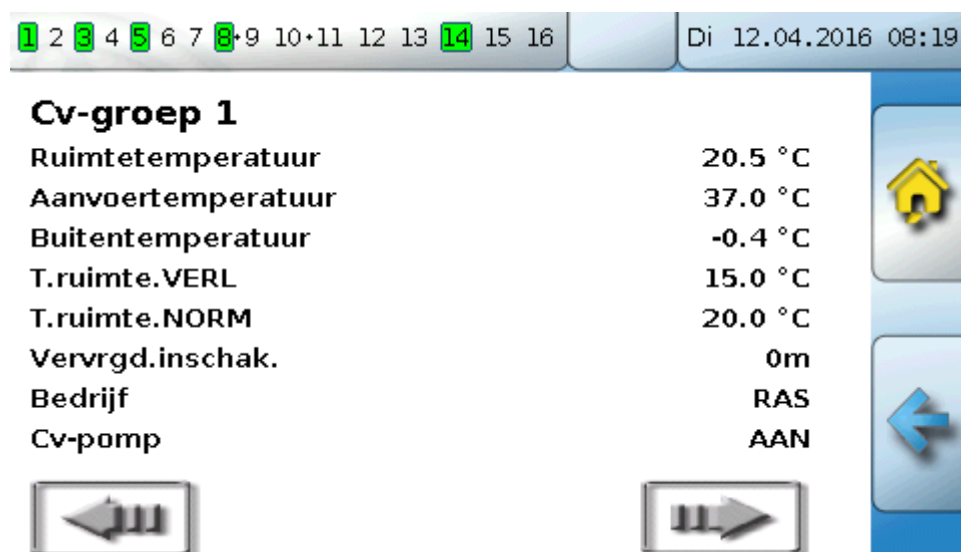 1 2 3 4 5 6 7 8•9 10•11 12 13 14 15 16 Di 12.04.2016 08:19
Cv-groep 1
Ruimtetemperatuur 20.5 °C
Aanvoertemperatuur 37.0 °C
Buitentemperatuur -0.4 °C
T.ruimte.VERL 15.0 °C
T.ruimte.NORM 20.0 °C
Vervrgd.inschak. 0m
Bedrijf RAS
Cv-pomp AAN